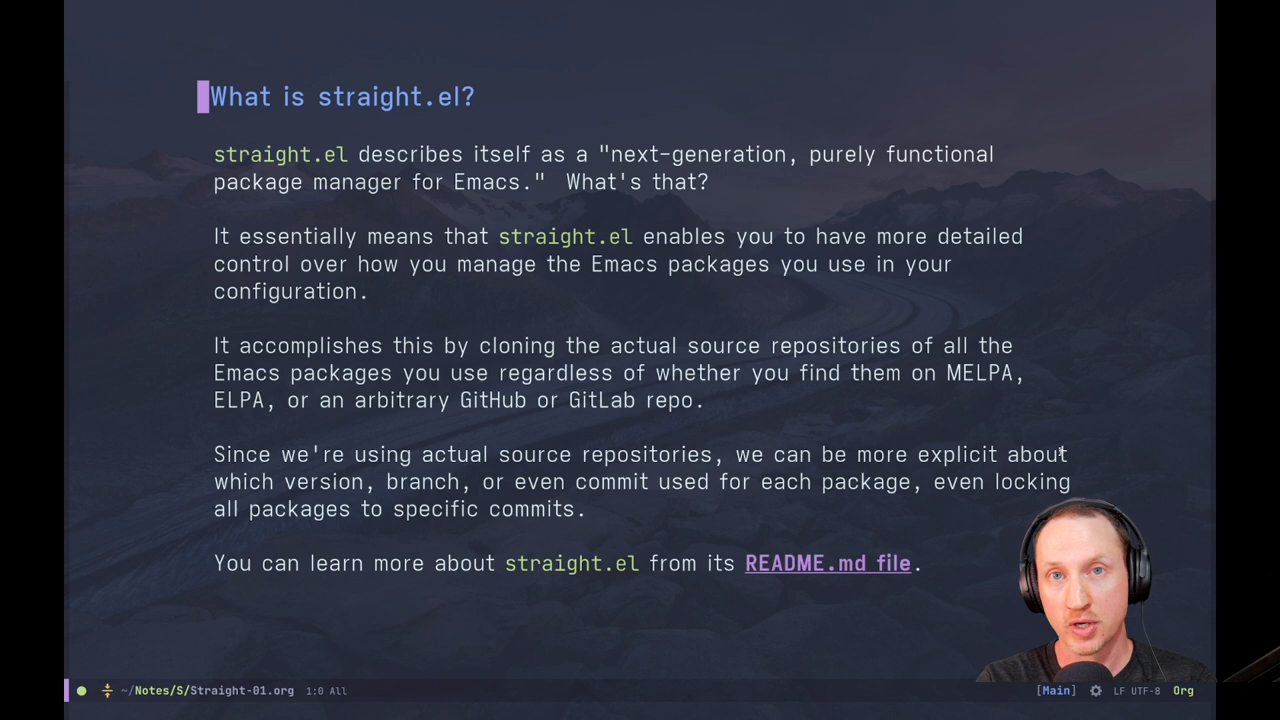 What is straight.el?
straight.el describes itself as a "next-generation, purely functional
package manager for Emacs."  What's that?
It essentially means that straight.el enables you to have more detailed
control over how you manage the Emacs packages you use in your
configuration.
It accomplishes this by cloning the actual source repositories of all the
Emacs packages you use regardless of whether you find them on MELPA,
ELPA, or an arbitrary GitHub or GitLab repo.
Since we're using actual source repositories, we can be more explicit about
which version, branch, or even commit used for each package, even locking
all packages to specific commits.
You can learn more about straight.el from its README.md file.
~/Notes/S/Straight-01.org 1:0 All [Main] LF UTF-8 Org